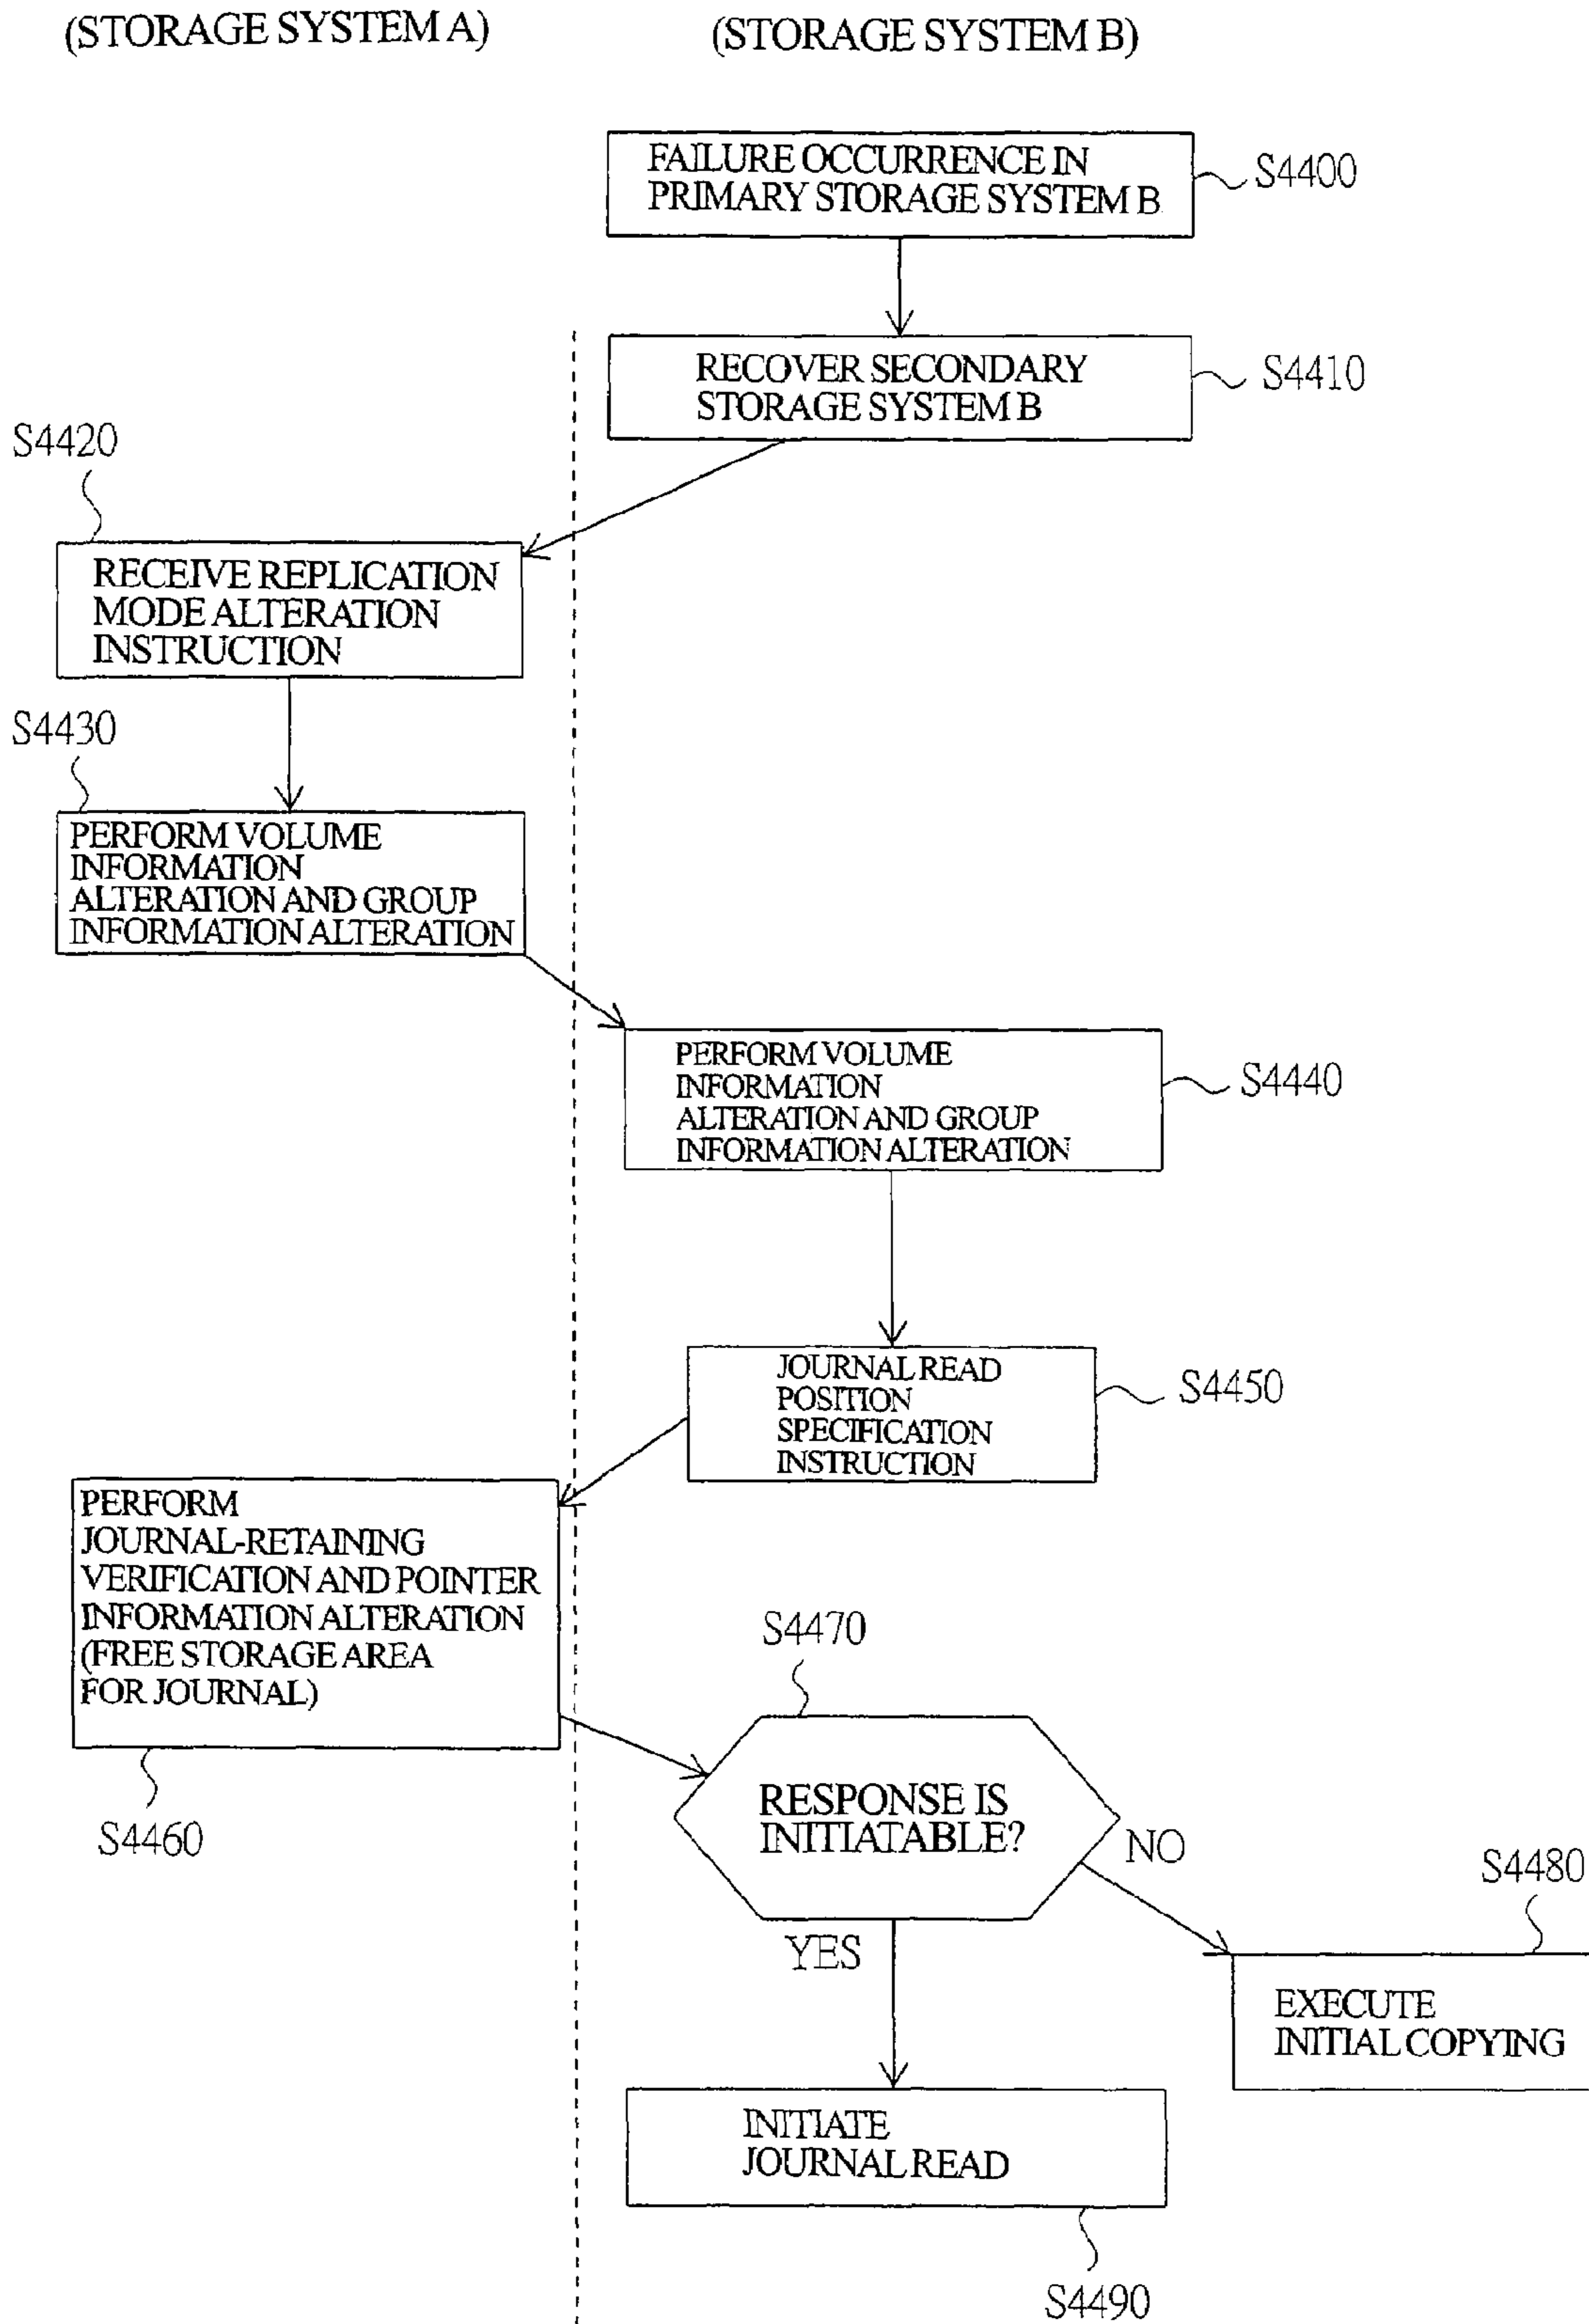 (STORAGE SYSTEM A)
(STORAGE SYSTEM B)
FAILURE OCCURRENCE IN
PRIMARY STORAGE SYSTEM B
S4400
RECOVER SECONDARY
STORAGE SYSTEM B
S4410
S4420
RECEIVE REPLICATION
MODE ALTERATION
INSTRUCTION
S4430
PERFORM VOLUME
INFORMATION
ALTERATION AND GROUP
INFORMATION ALTERATION
PERFORM VOLUME
INFORMATION
ALTERATION AND GROUP
INFORMATION ALTERATION
S4440
JOURNAL READ
POSITION
SPECIFICATION
INSTRUCTION
S4450
PERFORM
JOURNAL-RETAINING
VERIFICATION AND POINTER
INFORMATION ALTERATION
(FREE STORAGE AREA
FOR JOURNAL)
S4460
S4470
RESPONSE IS
INITIATABLE?
NO
YES
S4480
EXECUTE
INITIAL COPYING
INITIATE
JOURNAL READ
S4490